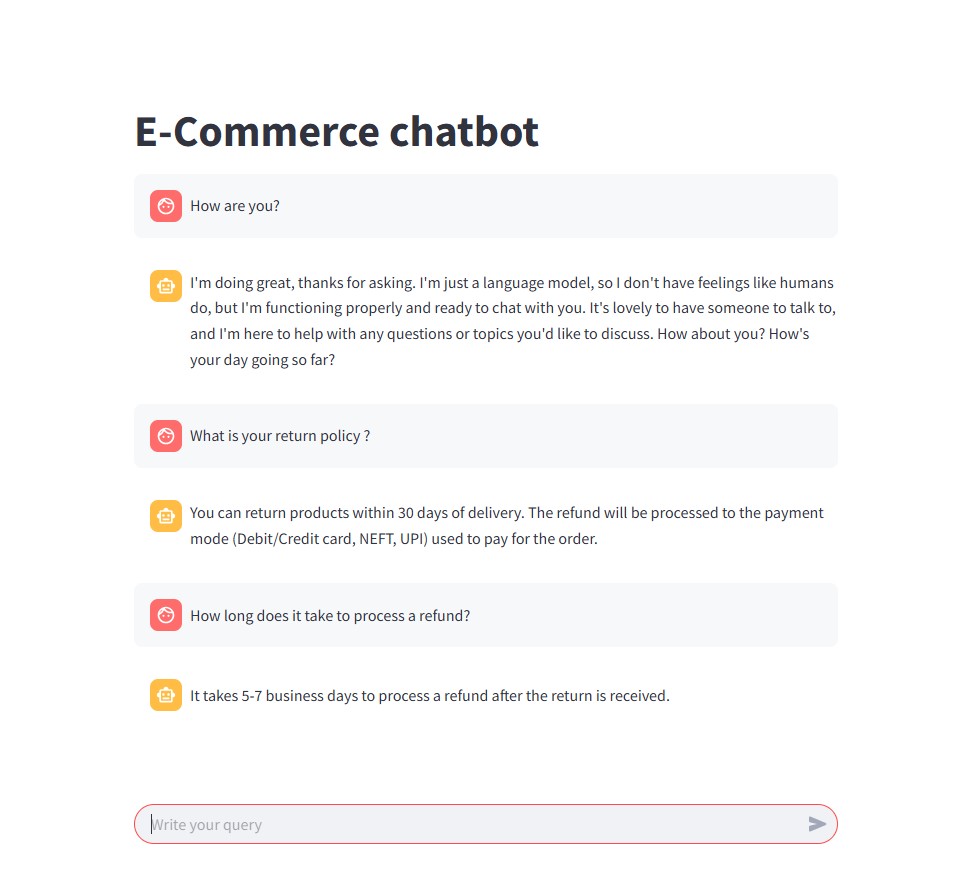 E-Commerce chatbot
How are you?
I'm doing great, thanks for asking. I'm just a language model, so I don't have feelings like humans
do, but I'm functioning properly and ready to chat with you. It's lovely to have someone to talk to,
and I'm here to help with any questions or topics you'd like to discuss. How about you? How's
your day going so far?
What is your return policy ?
You can return products within 30 days of delivery. The refund will be processed to the payment
mode (Debit/Credit card, NEFT, UPI) used to pay for the order.
How long does it take to process a refund?
It takes 5-7 business days to process a refund after the return is received.
Write your query